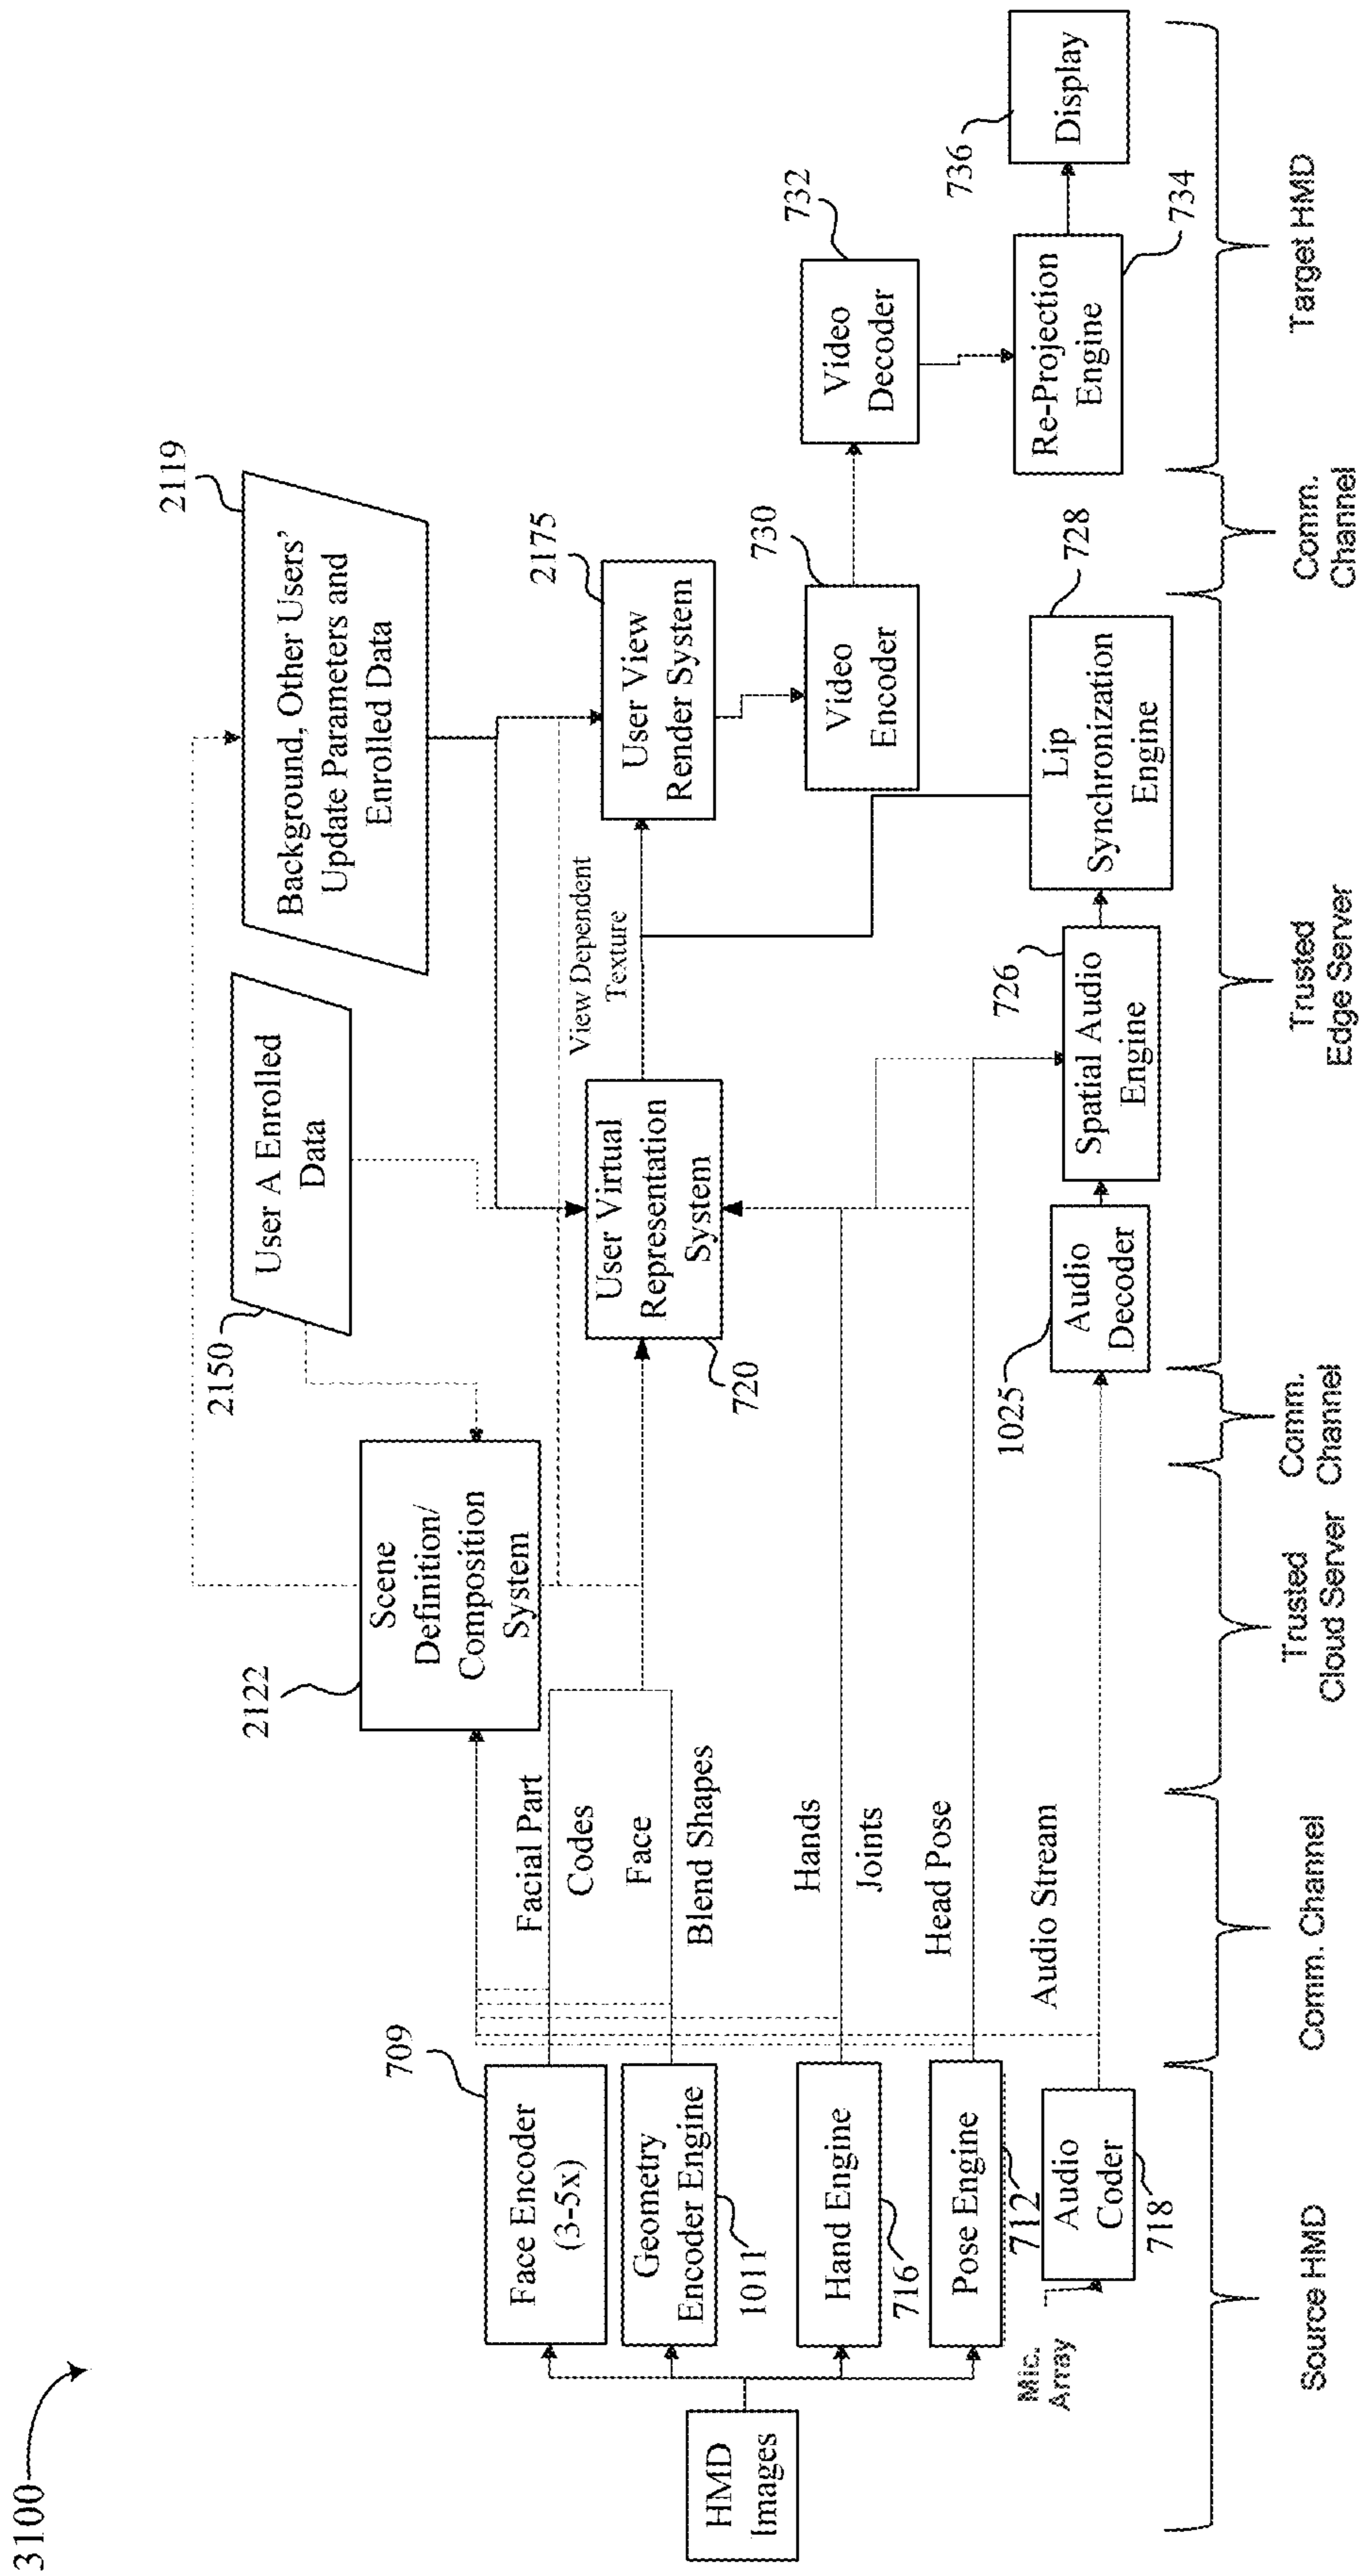 3100
HMD
Images
Face Encoder
(3-5x)
709
Geometry
Encoder Engine
1011
Hand Engine
716
Pose Engine
712
Mic.
Array
Audio
Coder
718
Facial Part
Codes
Face
Blend Shapes
Hands
Joints
Head Pose
Audio Stream
2122
Scene
Definition/
Composition
System
2150
User A Enrolled
Data
2119
Background, Other Users'
Update Parameters and
Enrolled Data
User Virtual
Representation
System
720
View Dependent
Texture
2175
User View
Render System
730
Video
Encoder
1025
Audio
Decoder
726
Spatial Audio
Engine
728
Lip
Synchronization
Engine
732
Video
Decoder
Re-Projection
Engine
734
736
Display
Source HMD
Comm. Channel
Trusted
Cloud Server
Comm.
Channel
Trusted
Edge Server
Comm.
Channel
Target HMD